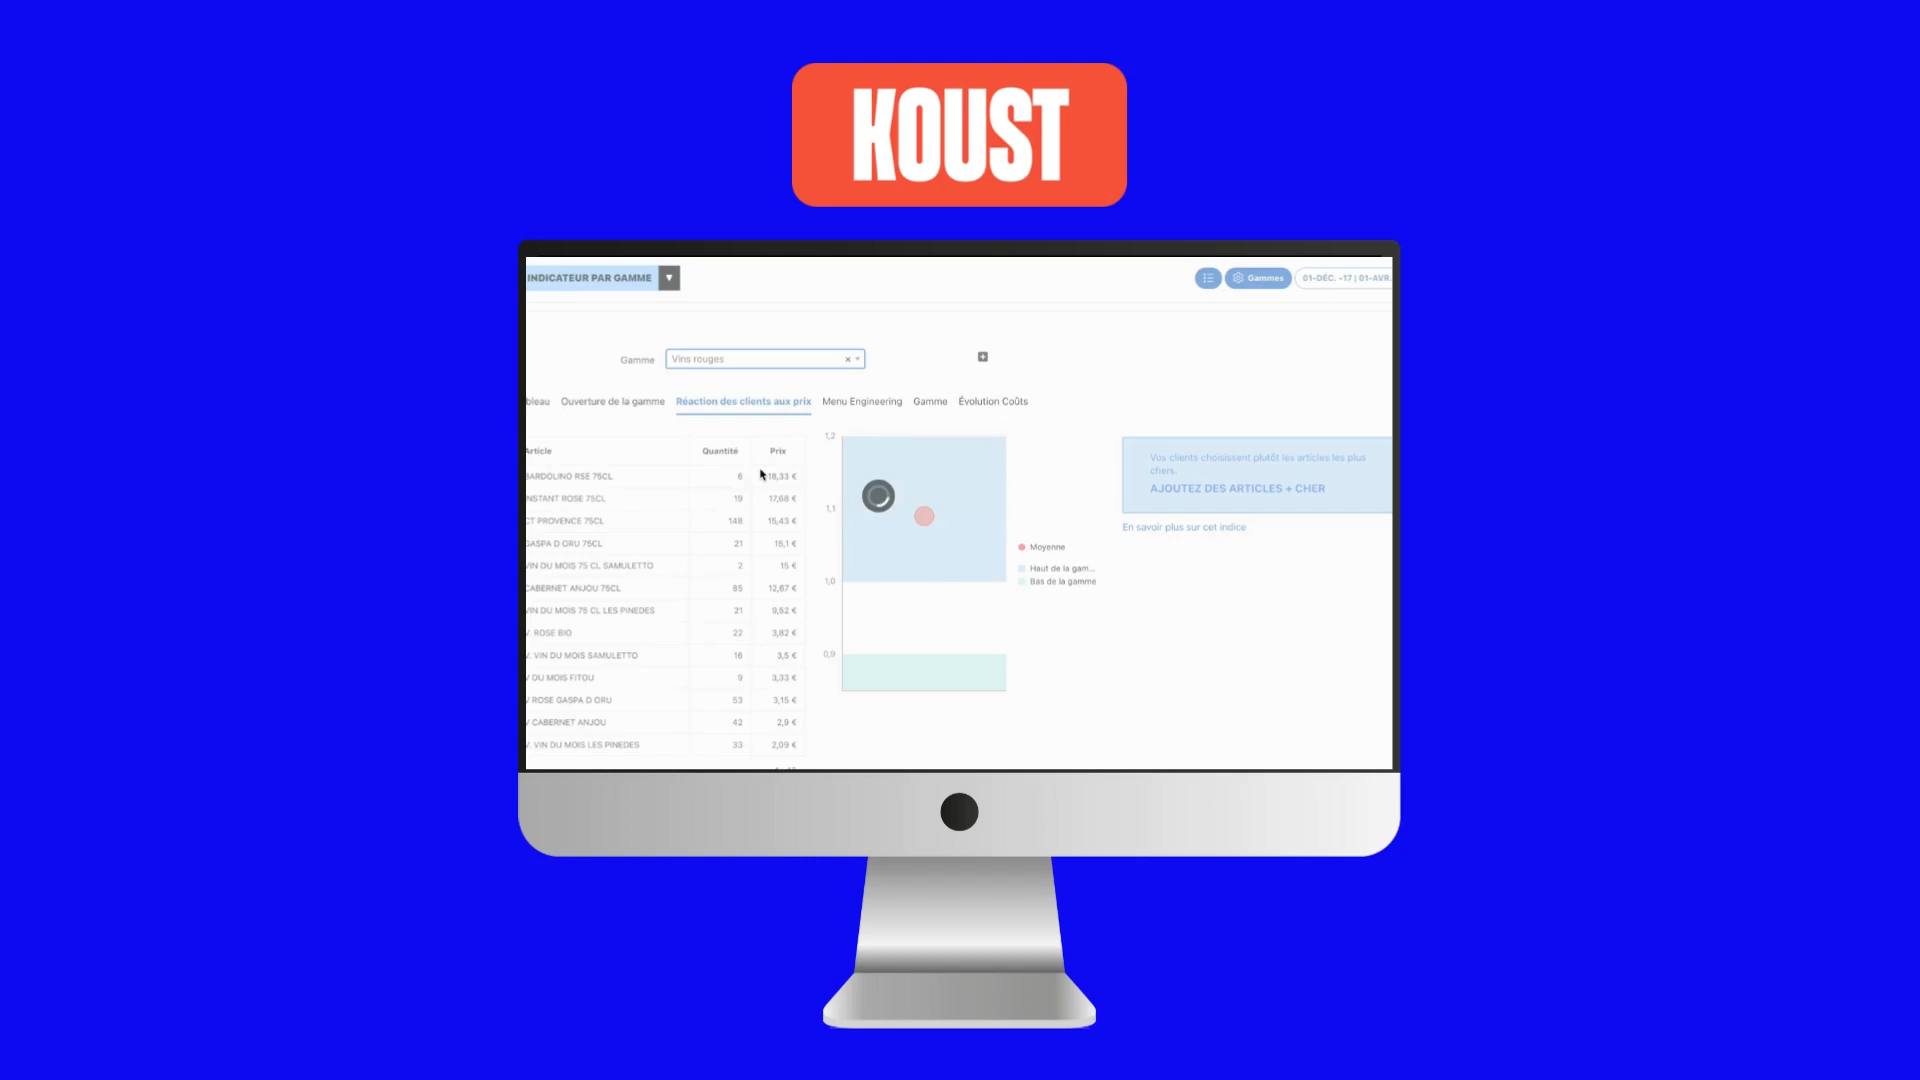 KOUST
INDICATEUR PAR GAMME
Gammes
01-DÉC. -17 | 01-AVR.
Gamme
Vins rouges
bleau
Ouverture de la gamme
Réaction des clients aux prix
Menu Engineering
Gamme
Évolution Coûts
Article Quantité Prix
BARDOLINO RSE 75CL 6 18,33 €
INSTANT ROSE 75CL 19 17,68 €
CT PROVENCE 75CL 148 15,43 €
GASPA D ORU 75CL 21 15,1 €
VIN DU MOIS 75 CL SAMULETTO 2 15 €
CABERNET ANJOU 75CL 85 12,67 €
VIN DU MOIS 75 CL LES PINEDES 21 9,52 €
V. ROSE BIO 22 3,82 €
V. VIN DU MOIS SAMULETTO 16 3,5 €
V DU MOIS FITOU 9 3,33 €
V ROSE GASPA D ORU 53 3,15 €
V CABERNET ANJOU 42 2,9 €
V. VIN DU MOIS LES PINEDES 33 2,09 €
1,2
1,1
1,0
0,9
Moyenne
Haut de la gam...
Bas de la gamme
Vos clients choisissent plutôt les articles les plus
chers.
AJOUTEZ DES ARTICLES + CHER
En savoir plus sur cet indice